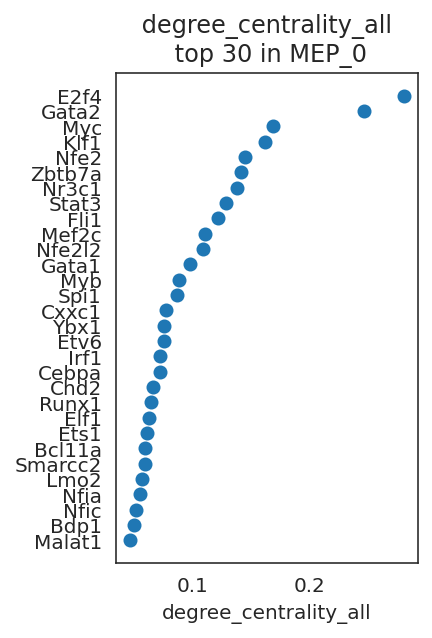 degree_centrality_all
top 30 in MEP_0
E2f4
Gata2
Myc
Klf1
Nfe2
Zbtb7a
Nr3c1
Stat3
Fli1
Mef2c
Nfe2l2
Gata1
Myb
Spi1
Cxxc1
Ybx1
Etv6
Irf1
Cebpa
Chd2
Runx1
Elf1
Ets1
Bcl11a
Smarcc2
Lmo2
Nfia
Nfic
Bdp1
Malat1
0.1 0.2
degree_centrality_all